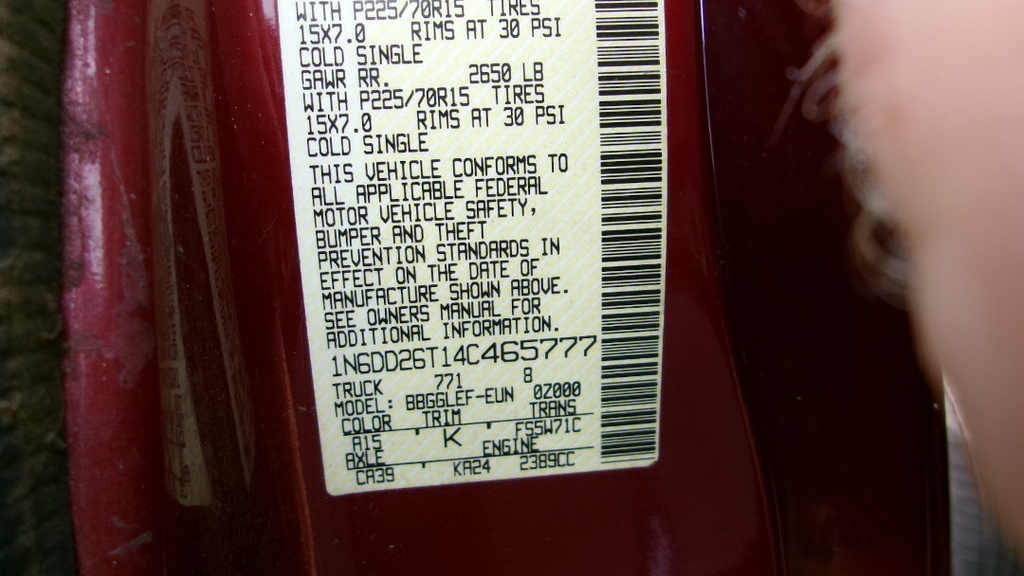 WITH P225/70R15 TIRES
15X7.0 RIMS AT 30 PSI
COLD SINGLE
GAWR RR. 2650 LB
WITH P225/70R15 TIRES
15X7.0 RIMS AT 30 PSI
COLD SINGLE
THIS VEHICLE CONFORMS TO
ALL APPLICABLE FEDERAL
MOTOR VEHICLE SAFETY,
BUMPER AND THEFT
PREVENTION STANDARDS IN
EFFECT ON THE DATE OF
MANUFACTURE SHOWN ABOVE.
SEE OWNERS MANUAL FOR
ADDITIONAL INFORMATION.
1N6DD26T14C465777
TRUCK 771 8
MODEL: BBGGLEF-EUN 0Z000
COLOR TRIM TRANS
A15 K FS5W71C
AXLE ENGINE
CA39 KA24 2389CC